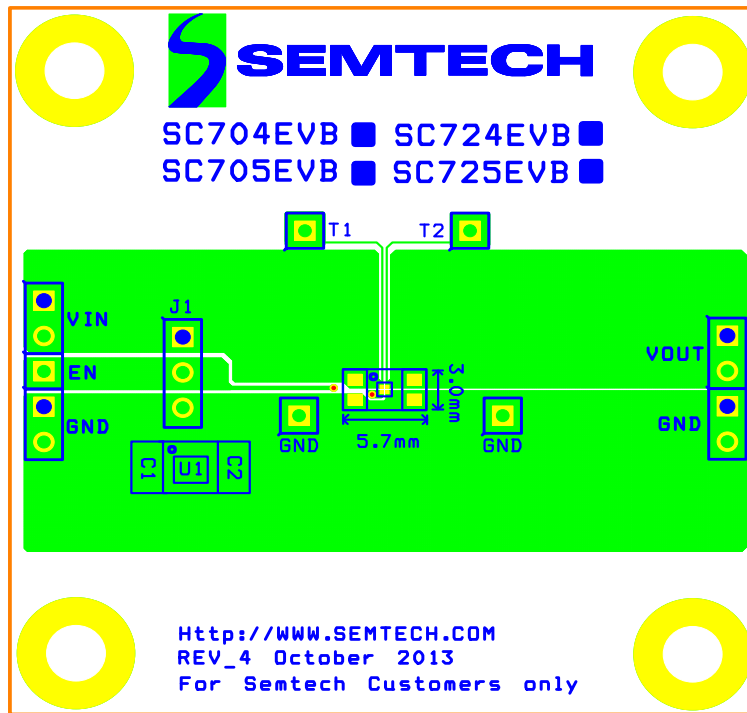 SEMTECH
SC704EVB SC724EVB
SC705EVB SC725EVB
T1 T2
J1
VIN
VOUT
EN
3.0mm
GND
GND
GND
GND
5.7mm
C1 U1 C2
Http://WWW.SEMTECH.COM
REV_4 October 2013
For Semtech Customers only